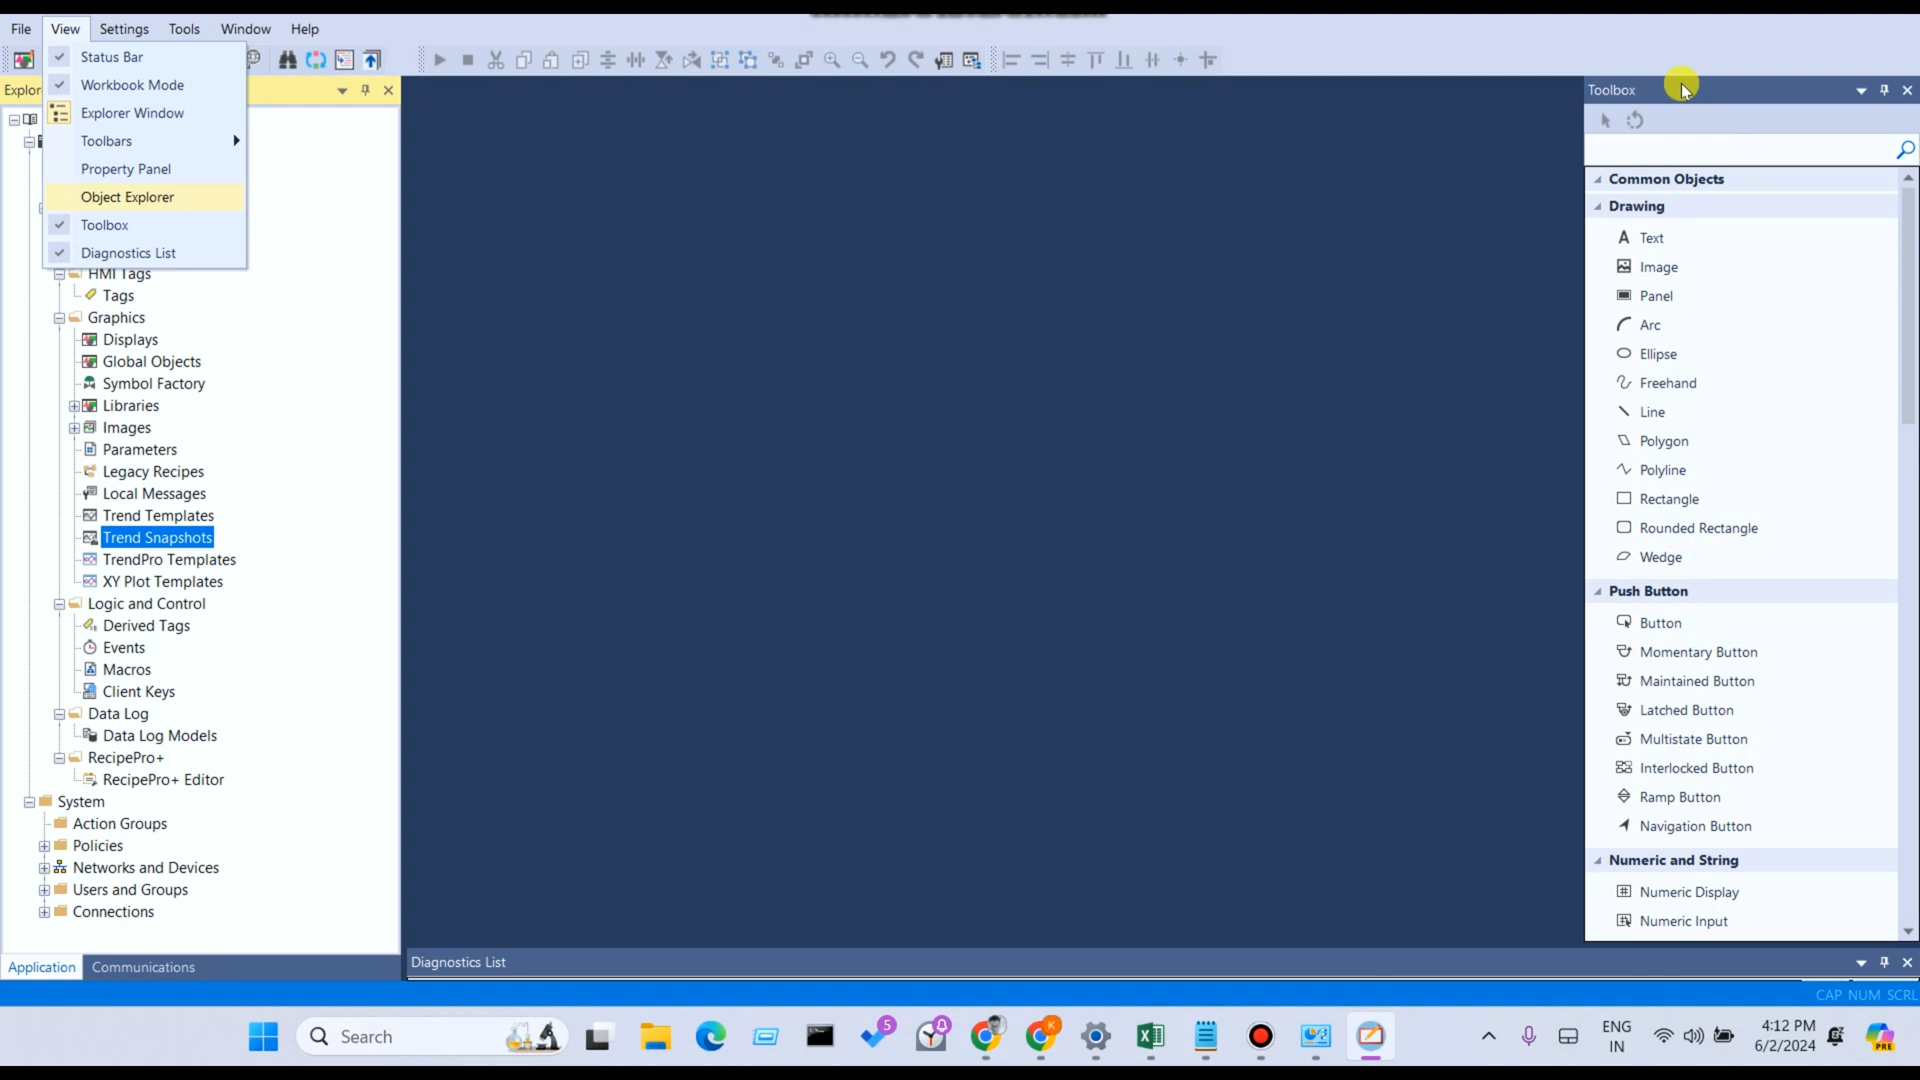 File View Settings Tools Window Help
Status Bar
Workbook Mode
Explorer Window
Toolbars
Property Panel
Object Explorer
Toolbox
Diagnostics List
Explor
HMI Tags
Tags
Graphics
Displays
Global Objects
Symbol Factory
Libraries
Images
Parameters
Legacy Recipes
Local Messages
Trend Templates
Trend Snapshots
TrendPro Templates
XY Plot Templates
Logic and Control
Derived Tags
Events
Macros
Client Keys
Data Log
Data Log Models
RecipePro+
RecipePro+ Editor
System
Action Groups
Policies
Networks and Devices
Users and Groups
Connections
Application Communications
Diagnostics List
Toolbox
Common Objects
Drawing
Text
Image
Panel
Arc
Ellipse
Freehand
Line
Polygon
Polyline
Rectangle
Rounded Rectangle
Wedge
Push Button
Button
Momentary Button
Maintained Button
Latched Button
Multistate Button
Interlocked Button
Ramp Button
Navigation Button
Numeric and String
Numeric Display
Numeric Input
CAP NUM SCRL
Search
5
K
ENG
IN
4:12 PM
6/2/2024
PRE